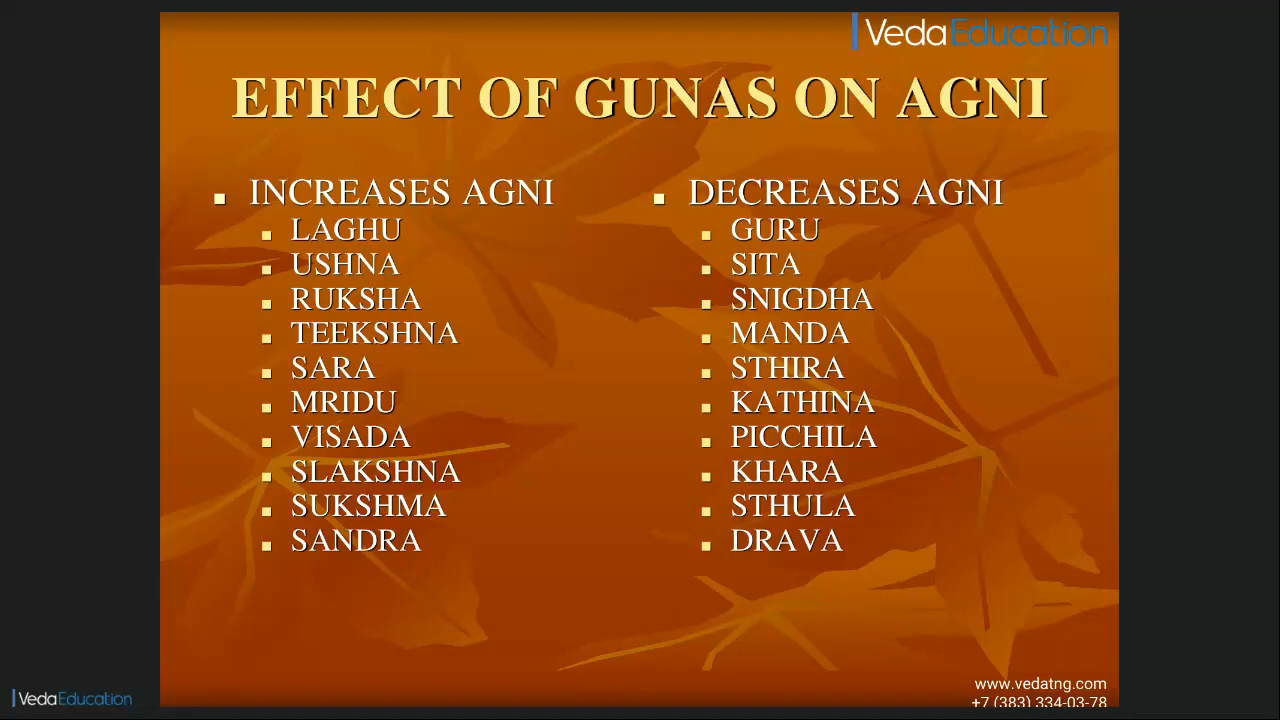 VedaEducation
EFFECT OF GUNAS ON AGNI
INCREASES AGNI
LAGHU
USHNA
RUKSHA
TEEKSHNA
SARA
MRIDU
VISADA
SLAKSHNA
SUKSHMA
SANDRA
DECREASES AGNI
GURU
SITA
SNIGDHA
MANDA
STHIRA
KATHINA
PICCHILA
KHARA
STHULA
DRAVA
www.vedatng.com
+7 (383) 334-03-78
VedaEducation